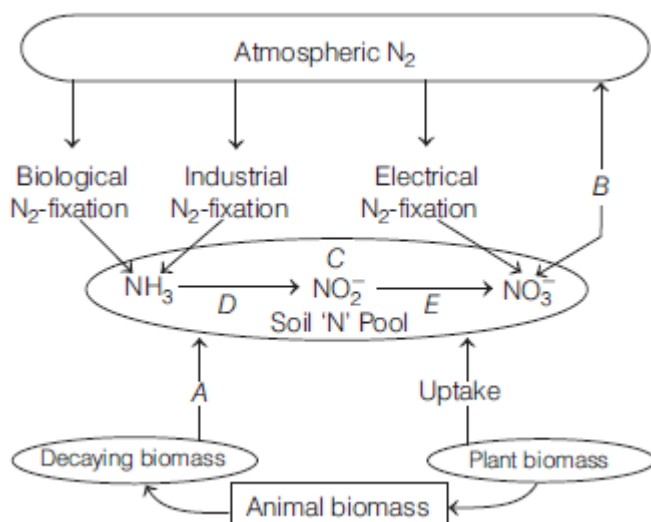 Atmospheric N₂
Biological
N₂-fixation
Industrial
N₂-fixation
Electrical
N₂-fixation
B
C
NH₃
D
NO₂⁻
E
NO₃⁻
Soil 'N' Pool
A
Uptake
Decaying biomass
Plant biomass
Animal biomass